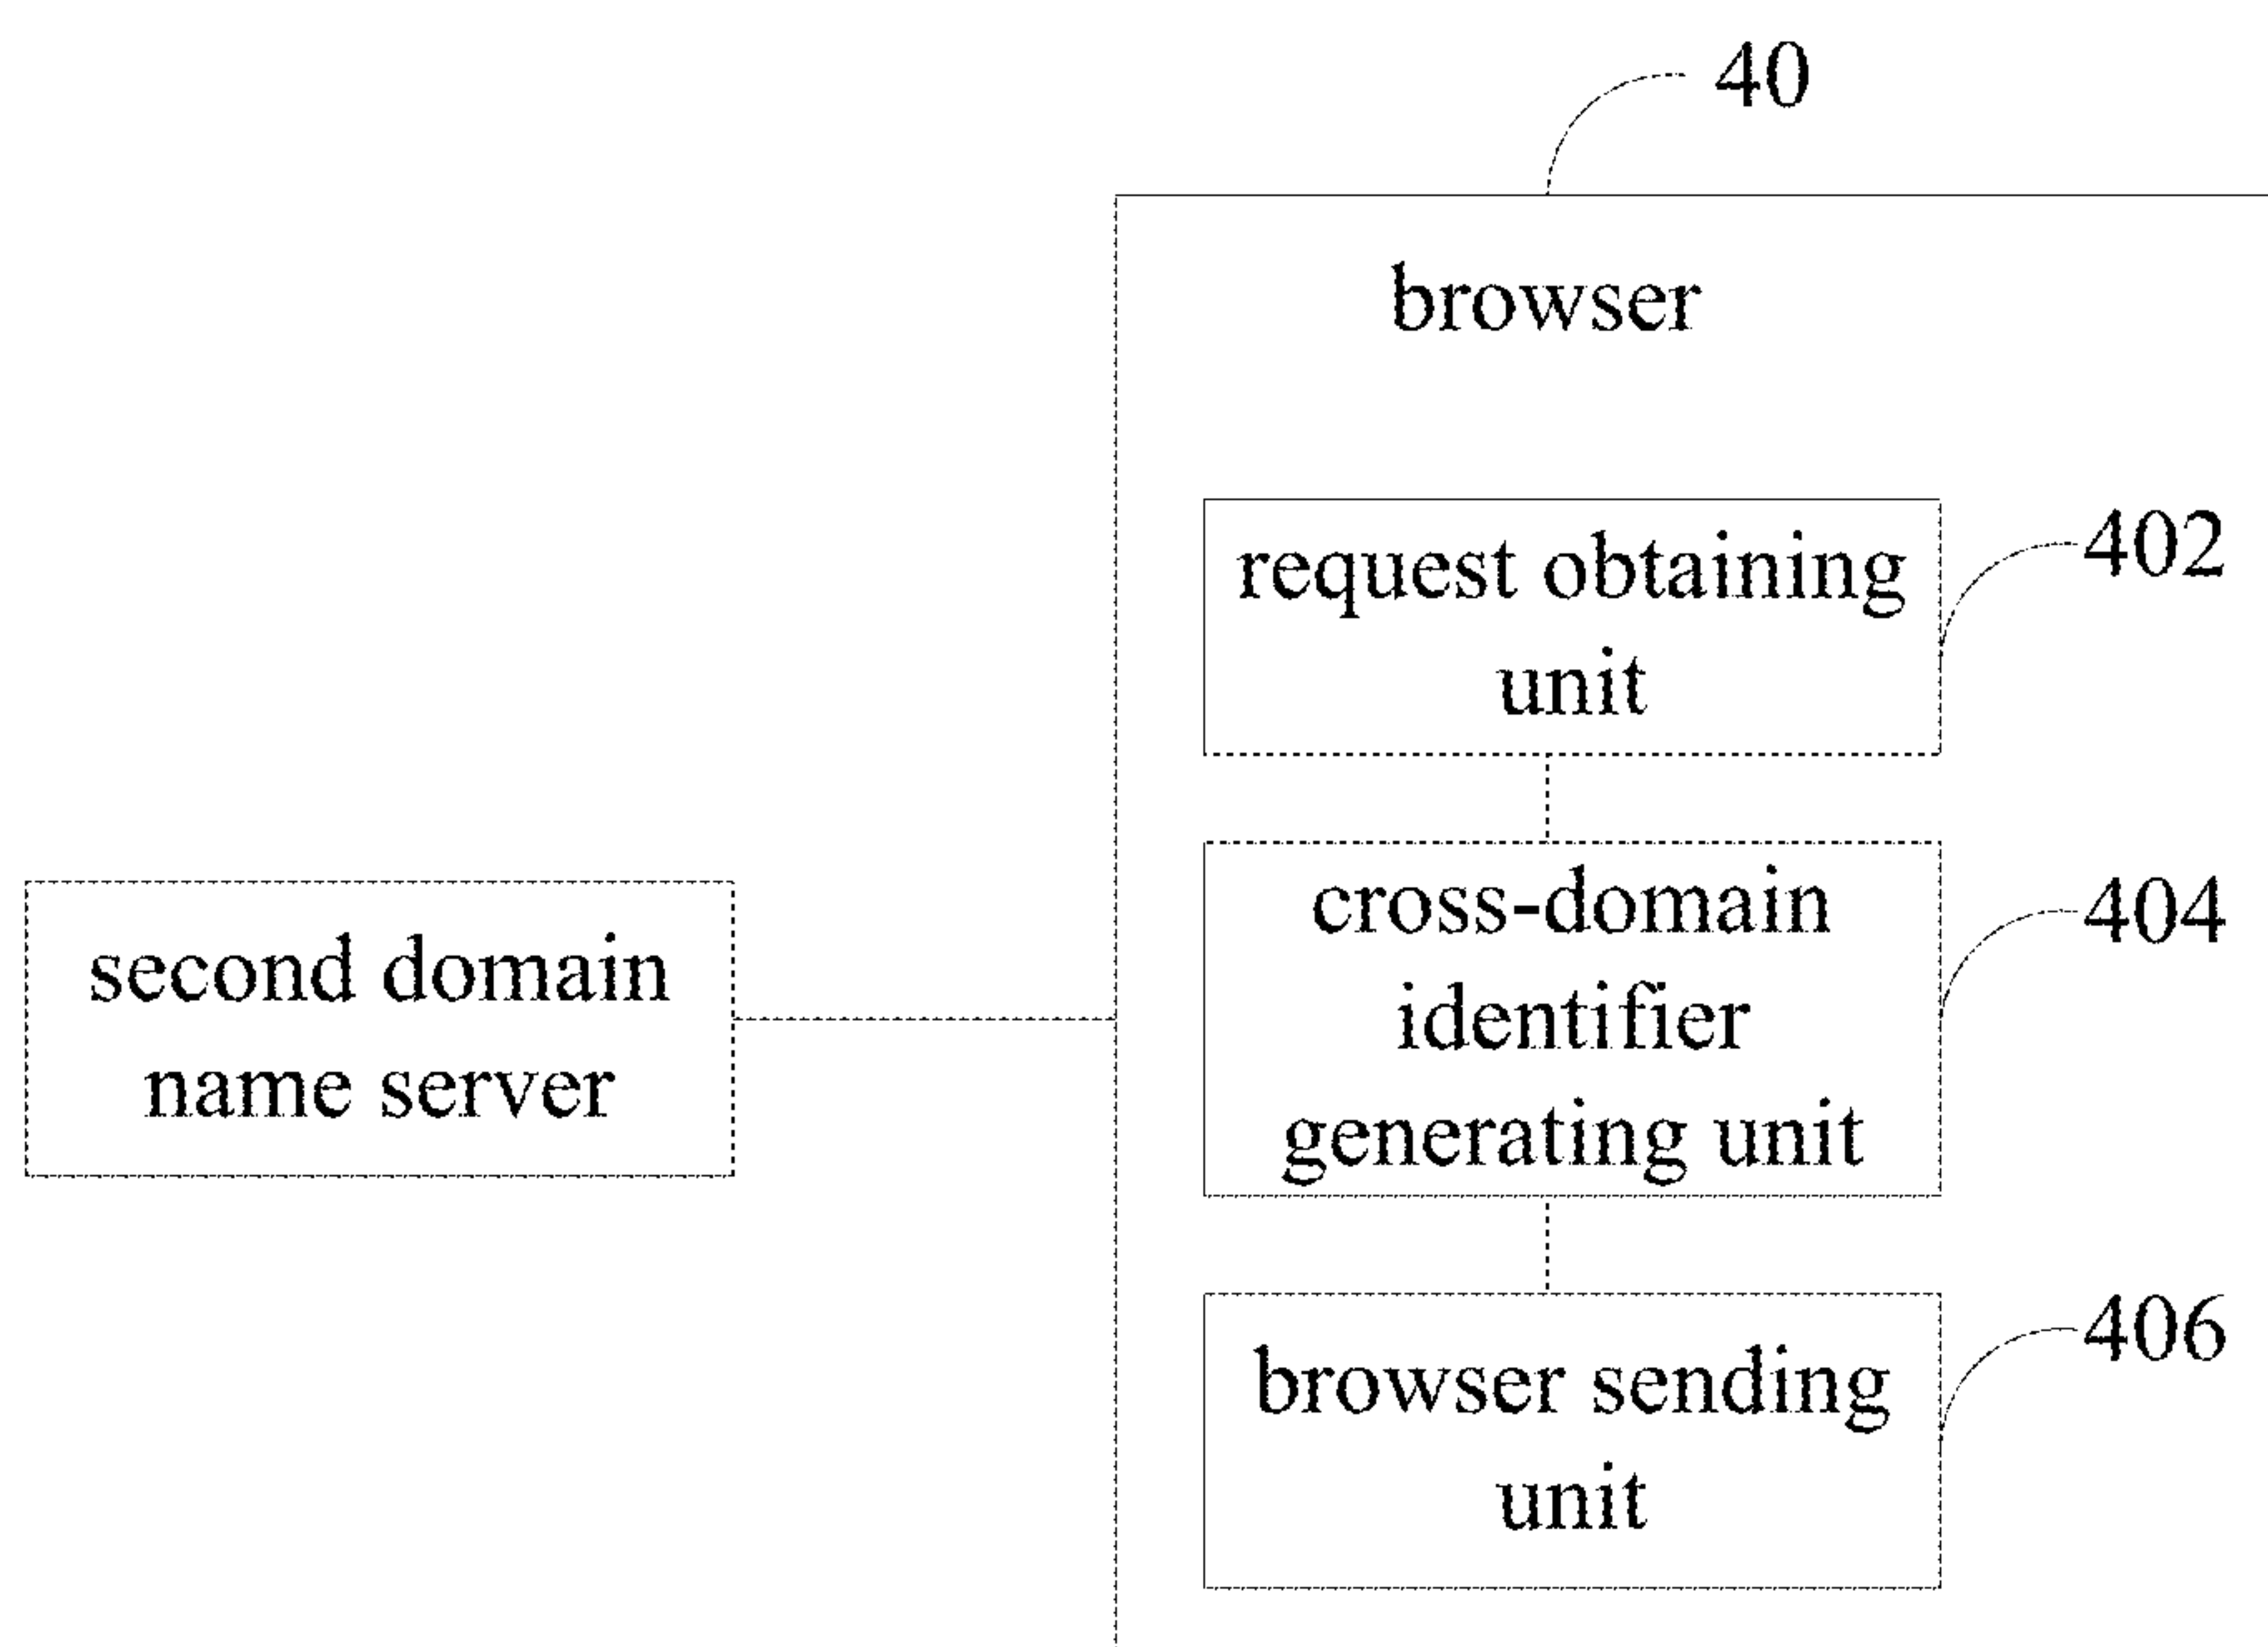 40
browser
request obtaining
unit
402
cross-domain
identifier
generating unit
404
second domain
name server
browser sending
unit
406